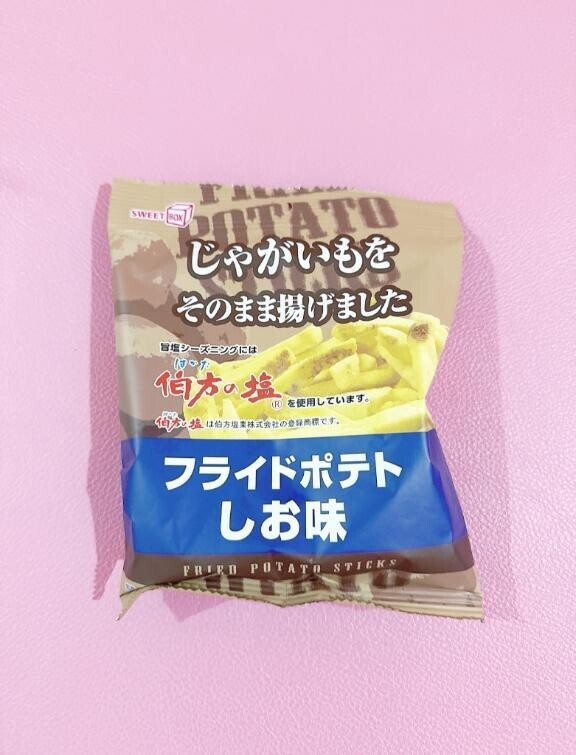 FRIED
POTATO
SWEET BOX
じゃがいもを
そのまま揚げました
旨塩シーズニングには
はかた
伯方の塩
® を使用しています。
伯方の塩 は伯方塩業株式会社の登録商標です。
フライドポテト
しお味
FRIED POTATO STICKS
POTATO